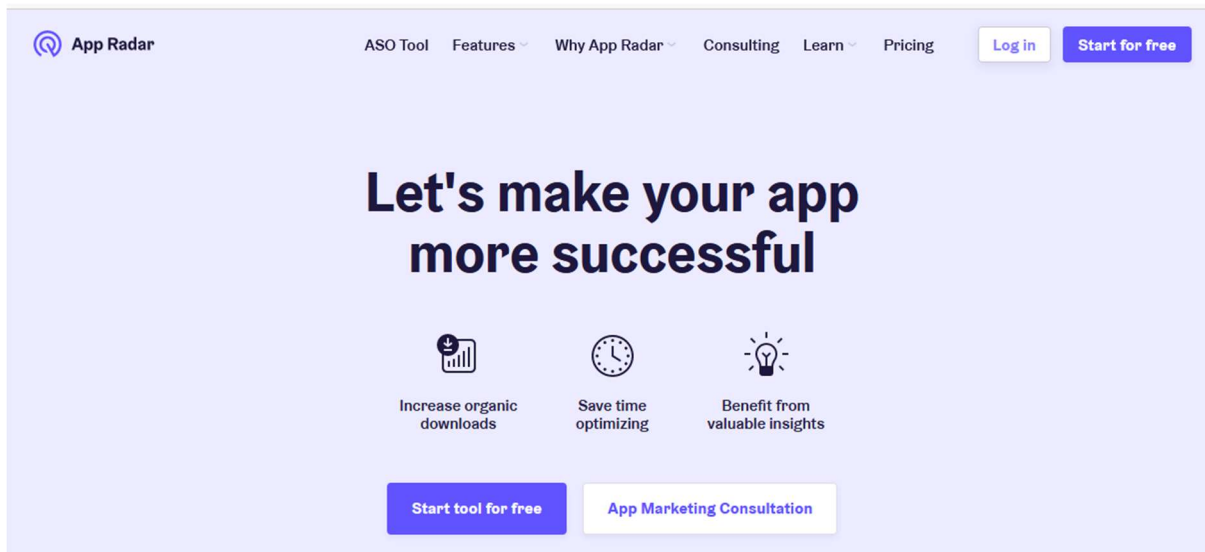 App Radar
ASO Tool Features Why App Radar Consulting Learn Pricing Log in Start for free
Let's make your app
more successful
Increase organic
downloads
Save time
optimizing
Benefit from
valuable insights
Start tool for free App Marketing Consultation